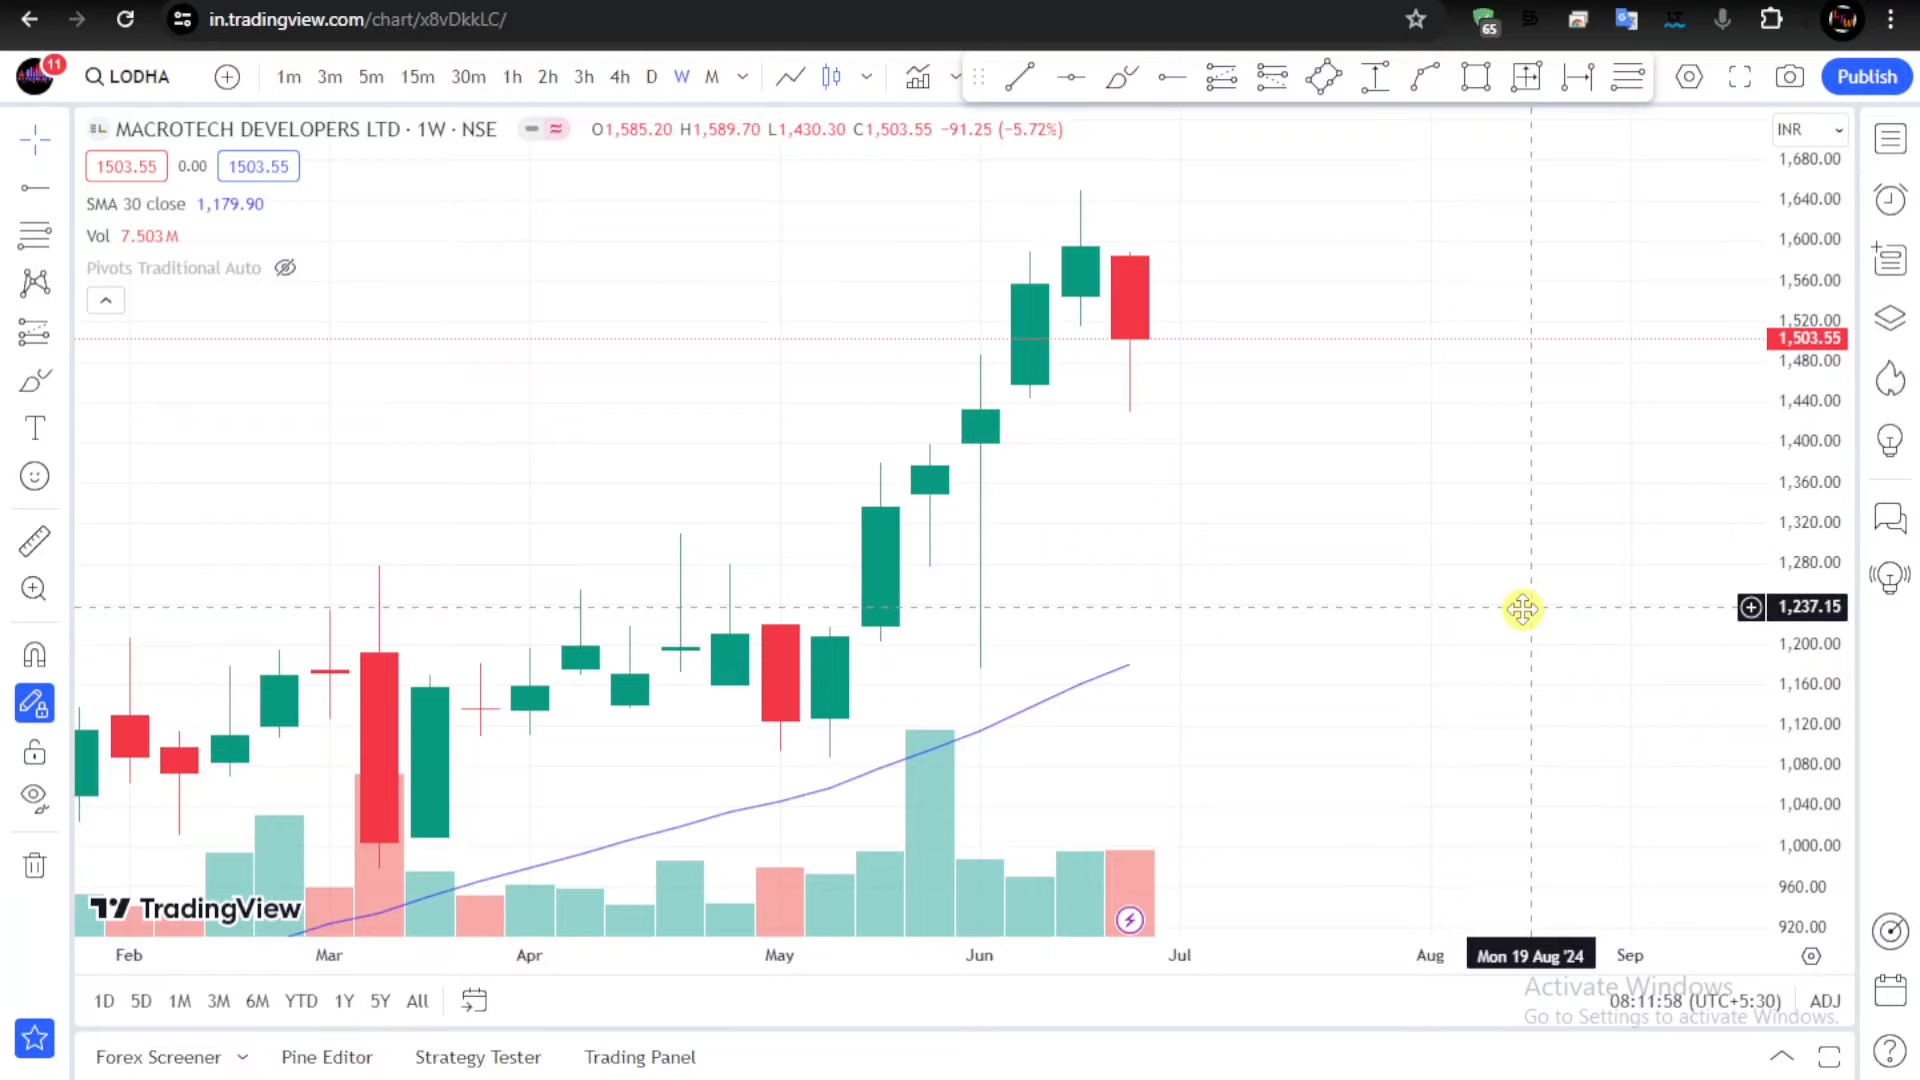 in.tradingview.com/chart/x8vDkkLC/
65
11
LODHA
1m 3m 5m 15m 30m 1h 2h 3h 4h D W M
Publish
MACROTECH DEVELOPERS LTD · 1W · NSE
O1,585.20 H1,589.70 L1,430.30 C1,503.55 −91.25 (−5.72%)
INR
1503.55 0.00 1503.55
SMA 30 close 1,179.90
Vol 7.503M
Pivots Traditional Auto
1,680.00
1,640.00
1,600.00
1,560.00
1,520.00
1,503.55
1,480.00
1,440.00
1,400.00
1,360.00
1,320.00
1,280.00
1,237.15
1,200.00
1,160.00
1,120.00
1,080.00
1,040.00
1,000.00
960.00
920.00
TradingView
Feb Mar Apr May Jun Jul Aug Mon 19 Aug '24 Sep
1D 5D 1M 3M 6M YTD 1Y 5Y All
08:11:58 (UTC+5:30) ADJ
Activate Windows
Go to Settings to activate Windows.
Forex Screener Pine Editor Strategy Tester Trading Panel